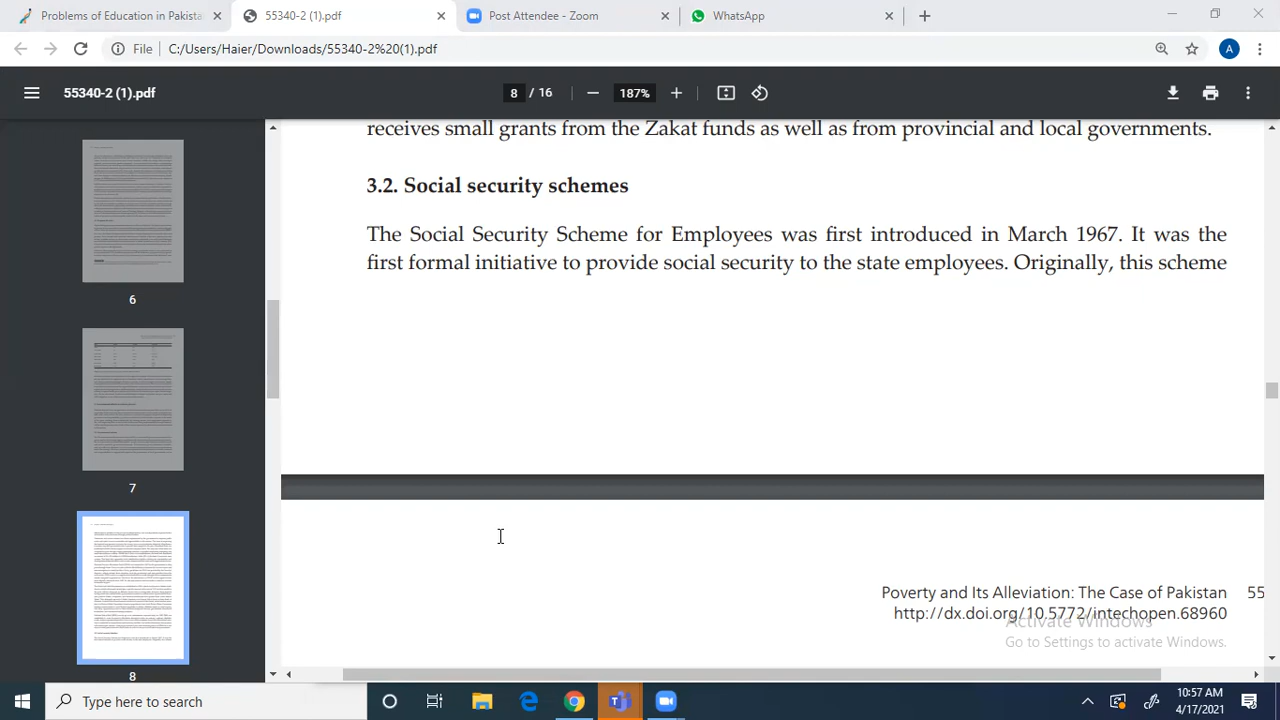 Problems of Education in Pakista
55340-2 (1).pdf
Post Attendee - Zoom
WhatsApp
File
C:/Users/Haier/Downloads/55340-2%20(1).pdf
A
55340-2 (1).pdf
8 / 16
187%
receives small grants from the Zakat funds as well as from provincial and local governments.
3.2. Social security schemes
The Social Security Scheme for Employees was first introduced in March 1967. It was the
first formal initiative to provide social security to the state employees. Originally, this scheme
6
7
8
Poverty and Its Alleviation: The Case of Pakistan 55
http://dx.doi.org/10.5772/intechopen.68960
Activate Windows
Go to Settings to activate Windows.
Type here to search
10:57 AM
4/17/2021